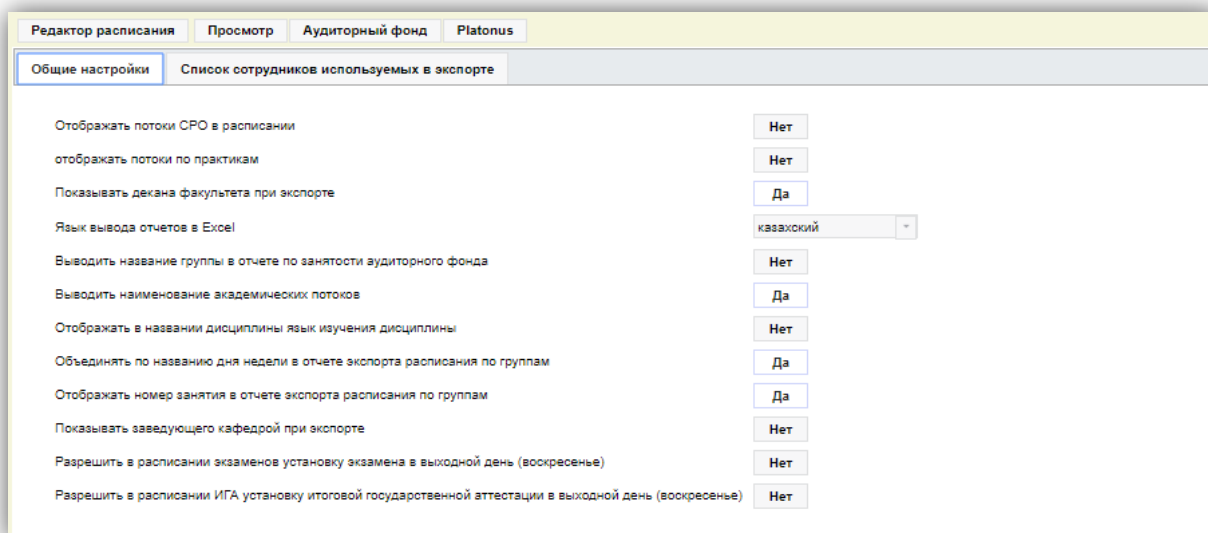 Редактор расписания Просмотр Аудиторный фонд Platonus
Общие настройки Список сотрудников используемых в экспорте
Отображать потоки СРО в расписании Нет
отображать потоки по практикам Нет
Показывать декана факультета при экспорте Да
Язык вывода отчетов в Excel казахский
Выводить название группы в отчете по занятости аудиторного фонда Нет
Выводить наименование академических потоков Да
Отображать в названии дисциплины язык изучения дисциплины Нет
Объединять по названию дня недели в отчете экспорта расписания по группам Да
Отображать номер занятия в отчете экспорта расписания по группам Да
Показывать заведующего кафедрой при экспорте Нет
Разрешить в расписании экзаменов установку экзамена в выходной день (воскресенье) Нет
Разрешить в расписании ИГА установку итоговой государственной аттестации в выходной день (воскресенье) Нет